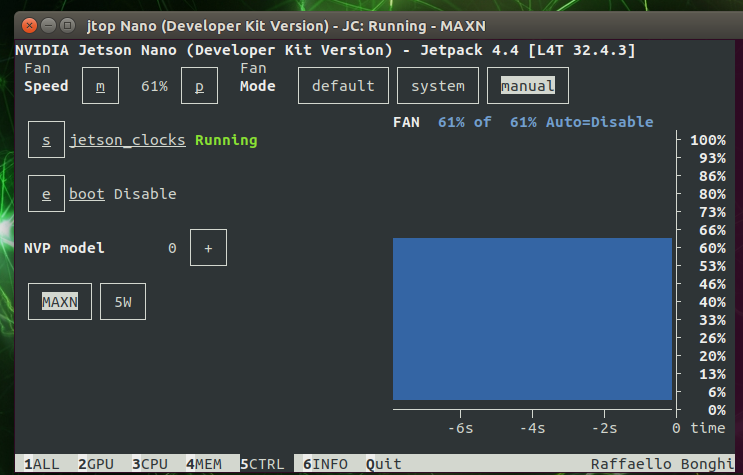 jtop Nano (Developer Kit Version) - JC: Running - MAXN
NVIDIA Jetson Nano (Developer Kit Version) - Jetpack 4.4 [L4T 32.4.3]
Fan Fan
Speed m 61% p Mode default system manual
FAN 61% of 61% Auto=Disable
s jetson_clocks Running
100%
93%
86%
e boot Disable
80%
73%
66%
NVP model 0 +
60%
53%
46%
MAXN 5W
40%
33%
26%
20%
13%
6%
0%
-6s -4s -2s 0 time
1ALL 2GPU 3CPU 4MEM 5CTRL 6INFO Quit Raffaello Bonghi